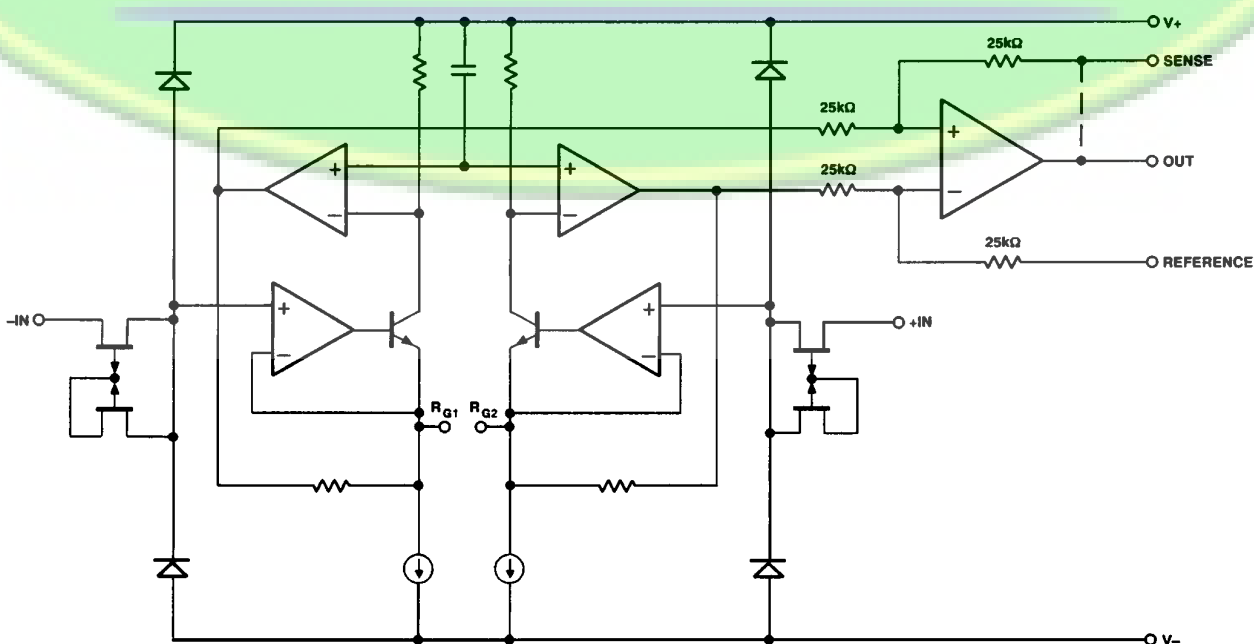 V+
25kΩ
SENSE
25kΩ
+
+
+
OUT
25kΩ
−
−
−
25kΩ
REFERENCE
+
+
−IN
+IN
−
−
RG1
RG2
V−